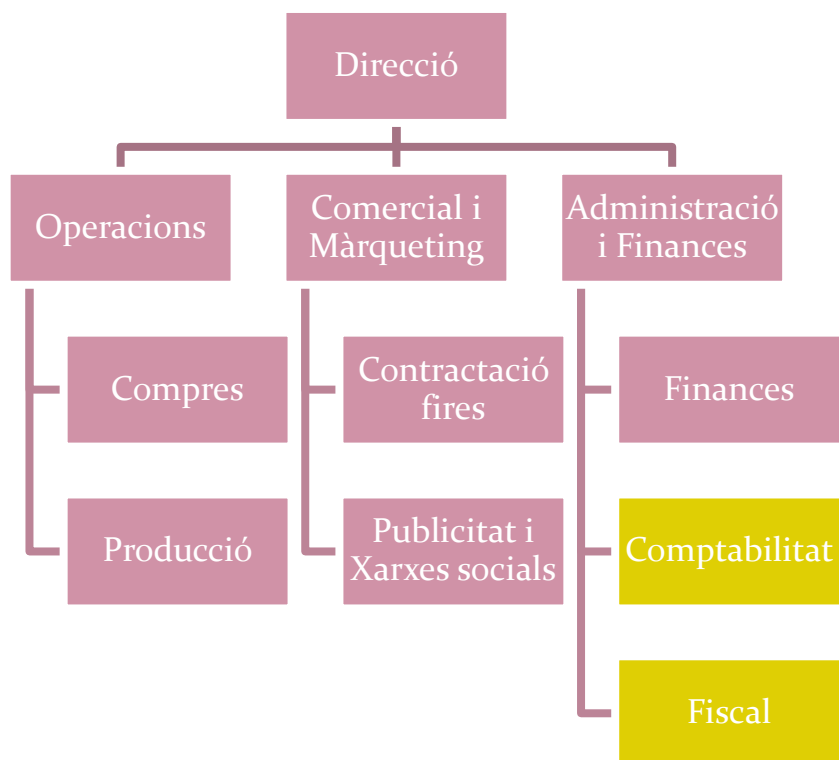 Direcció
Operacions
Comercial i
Màrqueting
Administració
i Finances
Compres
Contractació
fires
Finances
Producció
Publicitat i
Xarxes socials
Comptabilitat
Fiscal